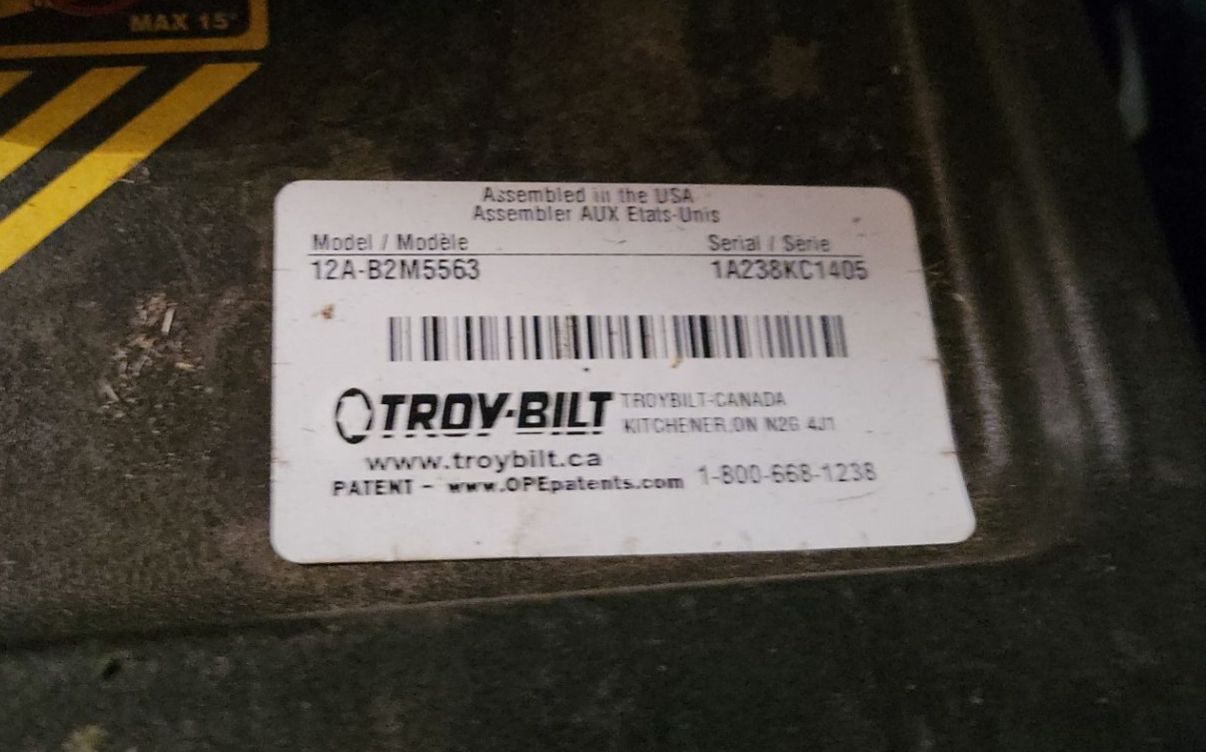 MAX 15°
Assembled in the USA
Assembler AUX Etats-Unis
Model / Modèle Serial / Série
12A-B2M5563 1A238KC1405
TROY-BILT TROYBILT-CANADA
KITCHENER,ON N2G 4J1
www.troybilt.ca
PATENT - www.OPEpatents.com 1-800-668-1238